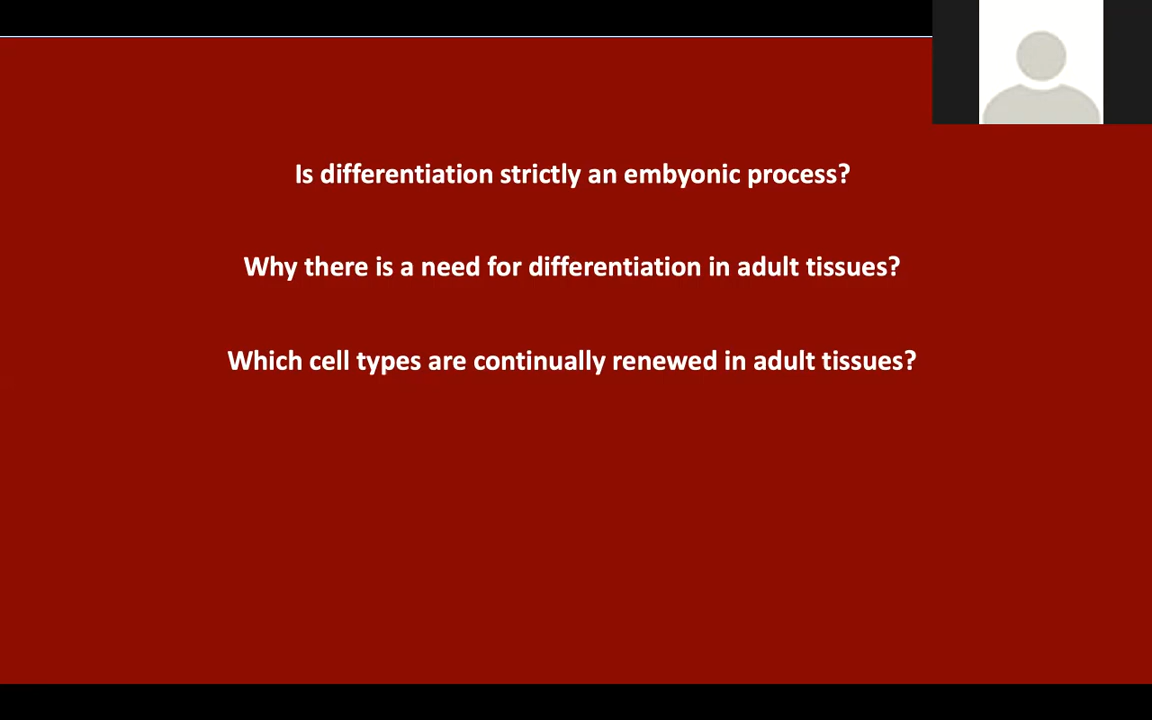 Is differentiation strictly an embyonic process?
Why there is a need for differentiation in adult tissues?
Which cell types are continually renewed in adult tissues?